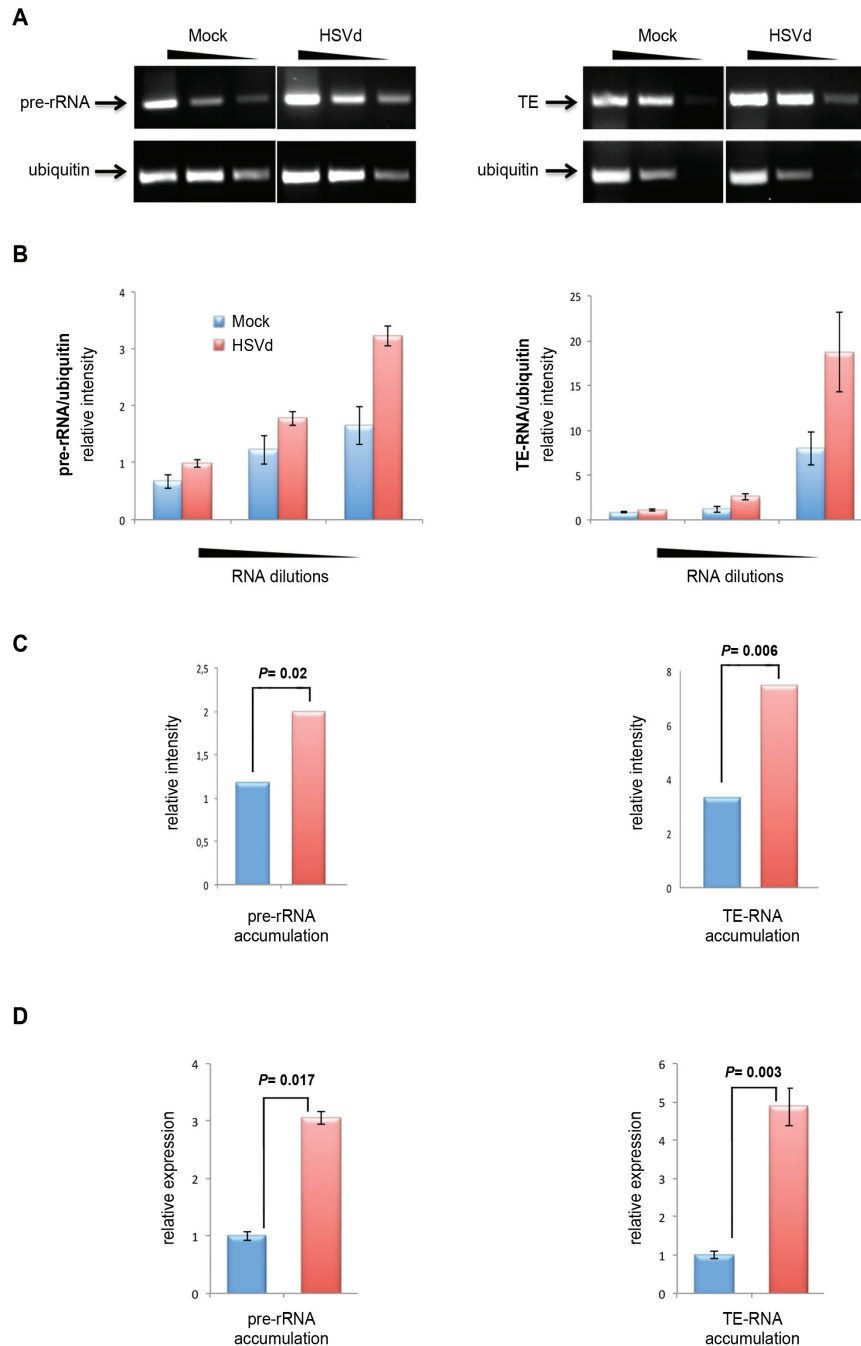 A
Mock
HSVd
pre-rRNA
ubiquitin
Mock
HSVd
TE
ubiquitin
B
pre-rRNA/ubiquitin
relative intensity
4
3
2
1
0
Mock
HSVd
RNA dilutions
TE-RNA/ubiquitin
relative intensity
25
20
15
10
5
0
RNA dilutions
C
relative intensity
2,5
2
1,5
1
0,5
0
P= 0.02
pre-rRNA
accumulation
relative intensity
8
6
4
2
0
P= 0.006
TE-RNA
accumulation
D
relative expression
4
3
2
1
0
P= 0.017
pre-rRNA
accumulation
relative expression
6
5
4
3
2
1
0
P= 0.003
TE-RNA
accumulation